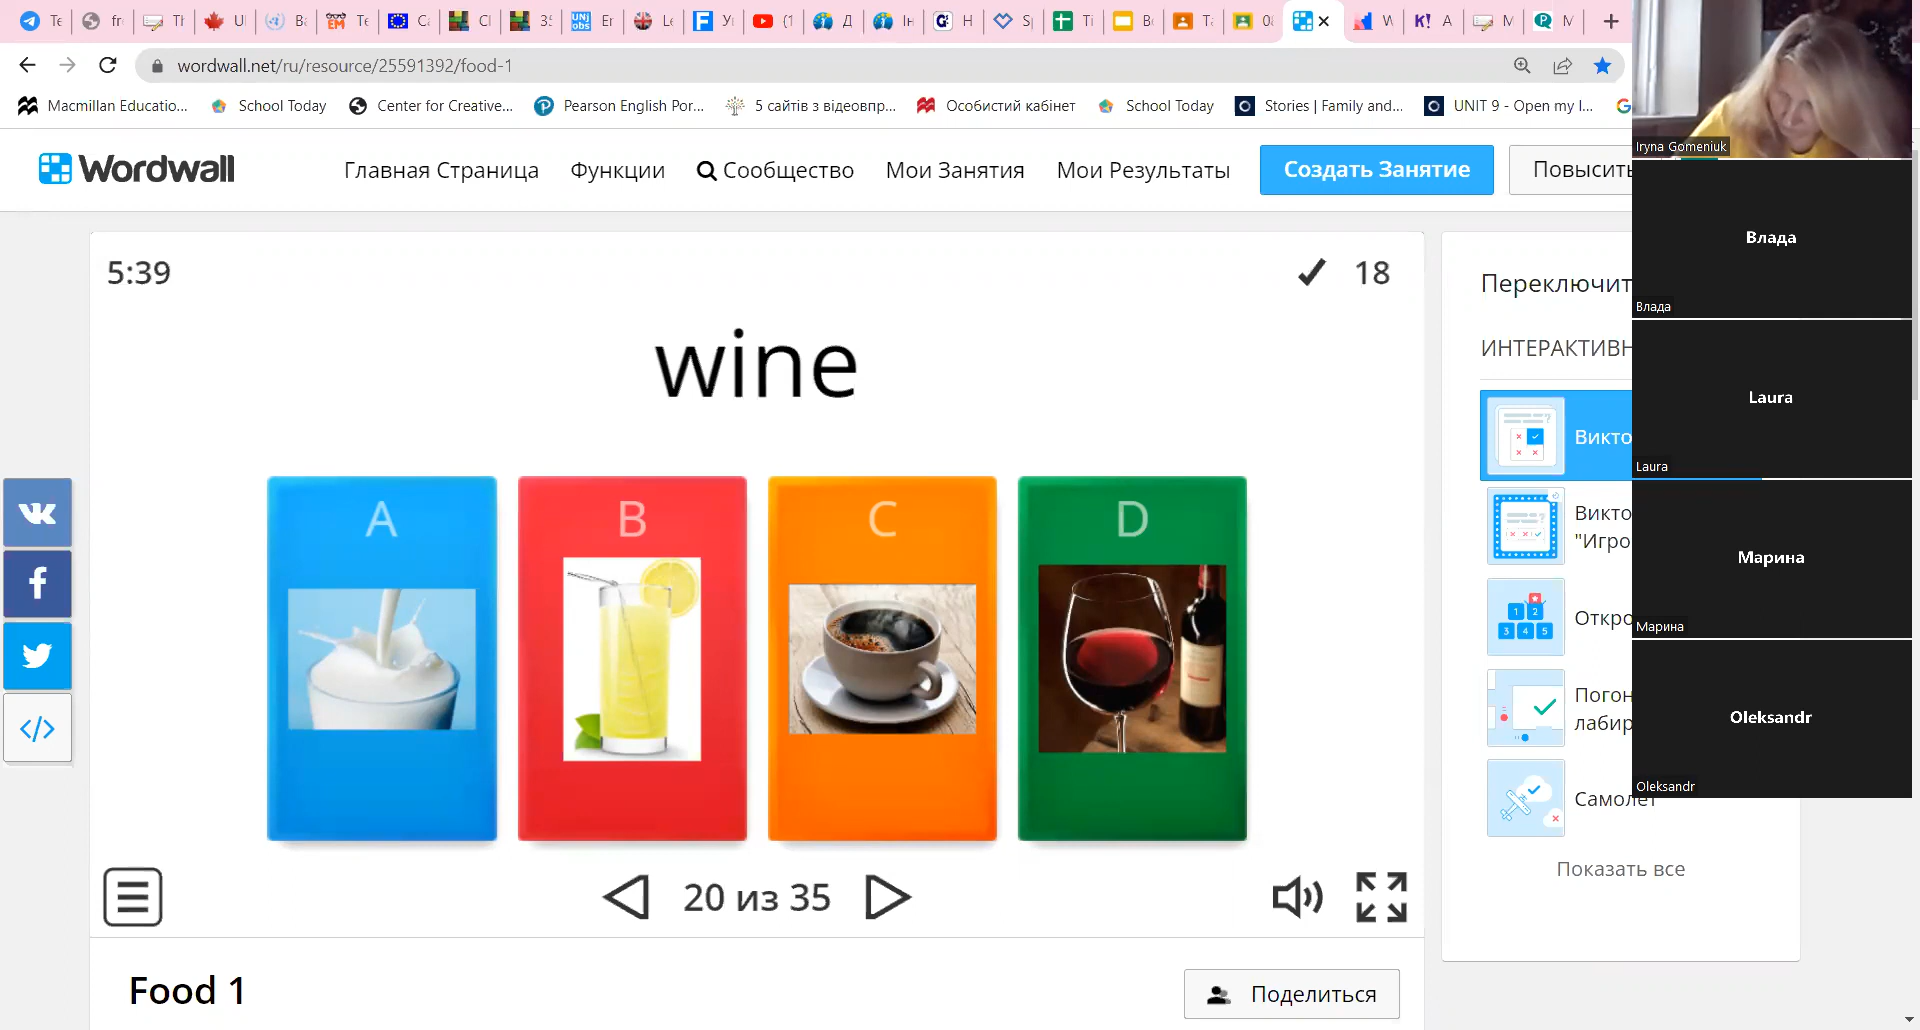 wordwall.net/ru/resource/25591392/food-1
Macmillan Educatio...
School Today
Center for Creative...
Pearson English Por...
5 сайтів з відеовпр...
Особистий кабінет
School Today
Stories | Family and...
UNIT 9 - Open my l...
Wordwall
Главная Страница
Функции
Сообщество
Мои Занятия
Мои Результаты
Создать Занятие
Повысить
5:39
18
wine
A
B
C
D
20 из 35
Food 1
Поделиться
Переключит
ИНТЕРАКТИВН
Викто
Викто
"Игро
Откро
Погон
лабир
Самолет
Показать все
Iryna Gomeniuk
Влада
Влада
Laura
Laura
Марина
Марина
Oleksandr
Oleksandr